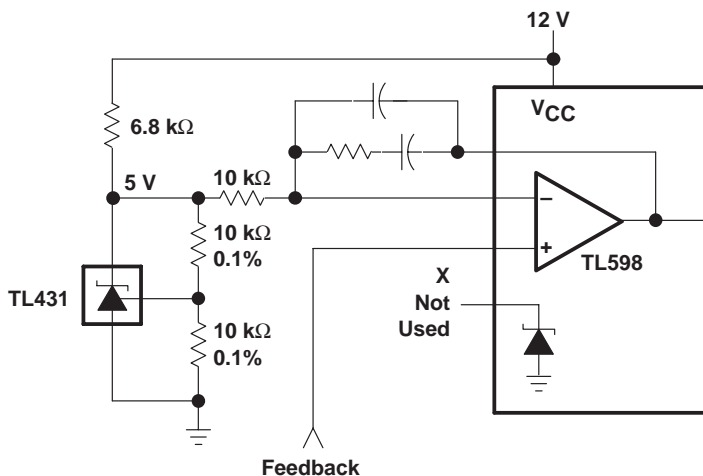 12 V
VCC
6.8 kΩ
5 V
10 kΩ
10 kΩ
0.1%
TL431
10 kΩ
0.1%
−
+
TL598
X
Not
Used
Feedback